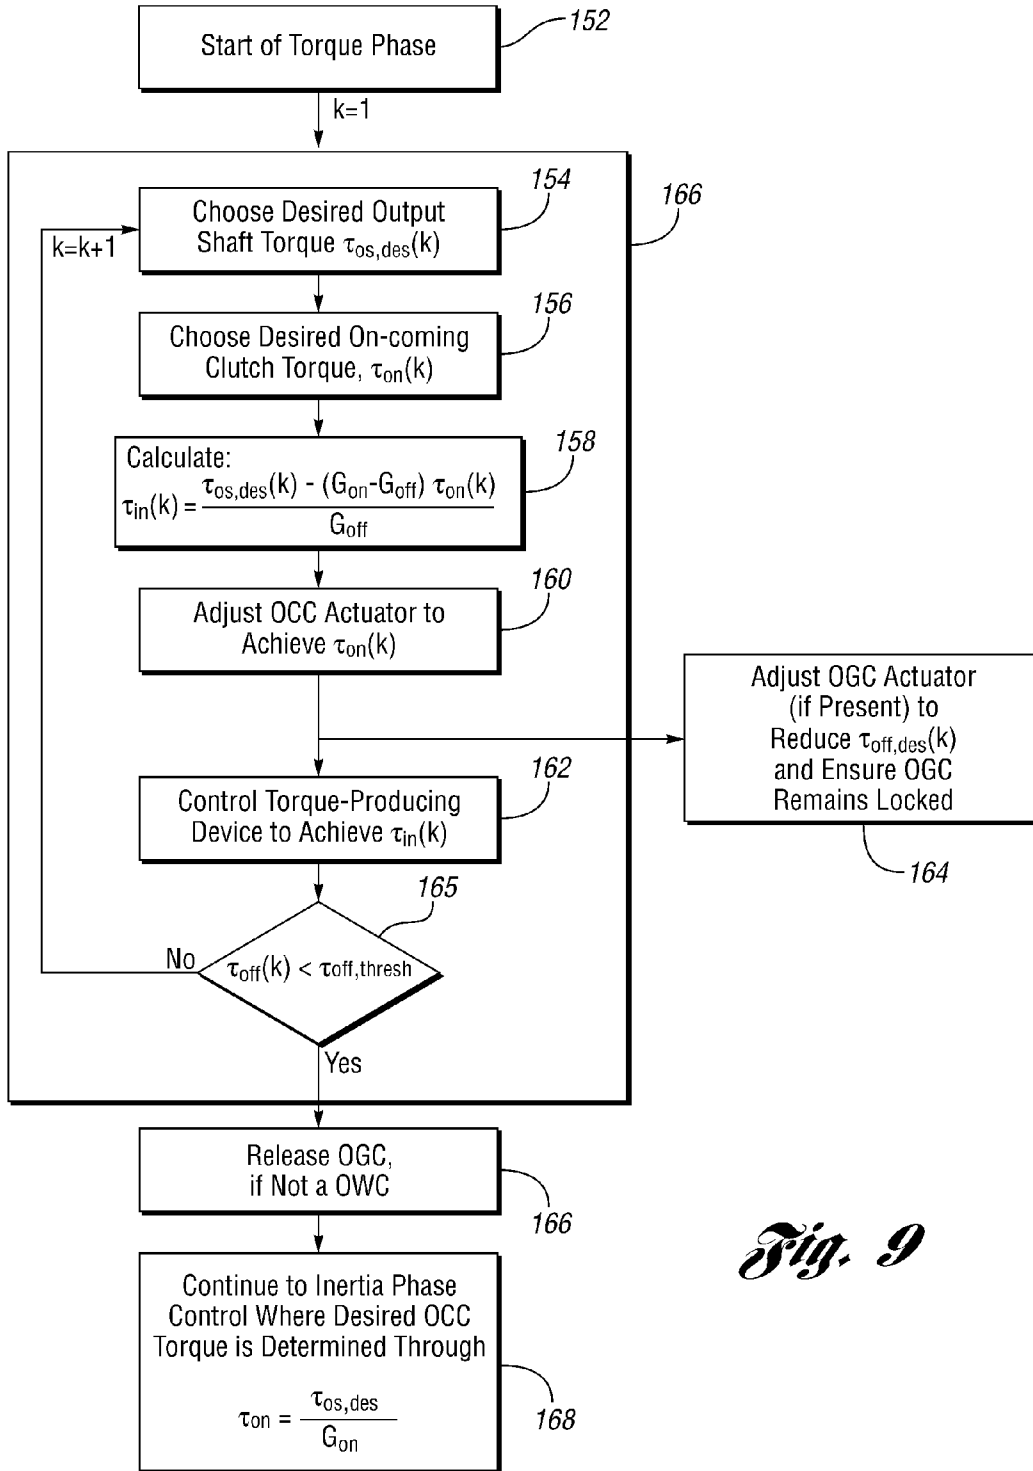 Start of Torque Phase
152
k=1
166
k=k+1
Choose Desired Output
Shaft Torque τos,des(k)
154
Choose Desired On-coming
Clutch Torque, τon(k)
156
Calculate:
τin(k) = τos,des(k) - (Gon-Goff) τon(k)
Goff
158
Adjust OCC Actuator to
Achieve τon(k)
160
Adjust OGC Actuator
(if Present) to
Reduce τoff,des(k)
and Ensure OGC
Remains Locked
164
Control Torque-Producing
Device to Achieve τin(k)
162
τoff(k) < τoff,thresh
165
No
Yes
Release OGC,
if Not a OWC
166
Continue to Inertia Phase
Control Where Desired OCC
Torque is Determined Through
τon = τos,des
Gon
168
Fig. 9